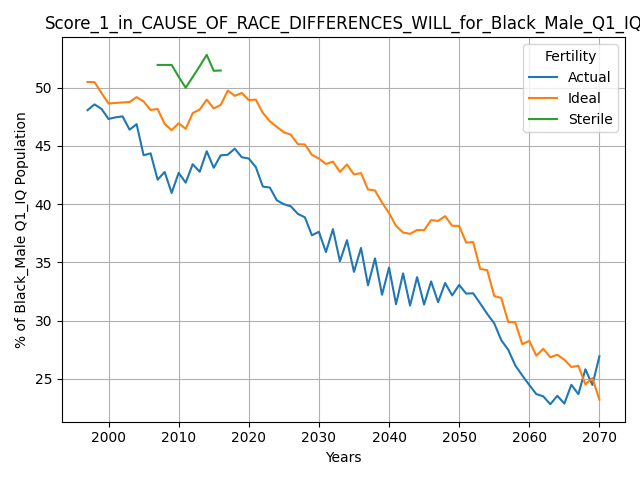 Score_1_in_CAUSE_OF_RACE_DIFFERENCES_WILL_for_Black_Male_Q1_IQ
Fertility
Actual
Ideal
Sterile
% of Black_Male Q1_IQ Population
50
45
40
35
30
25
2000 2010 2020 2030 2040 2050 2060 2070
Years